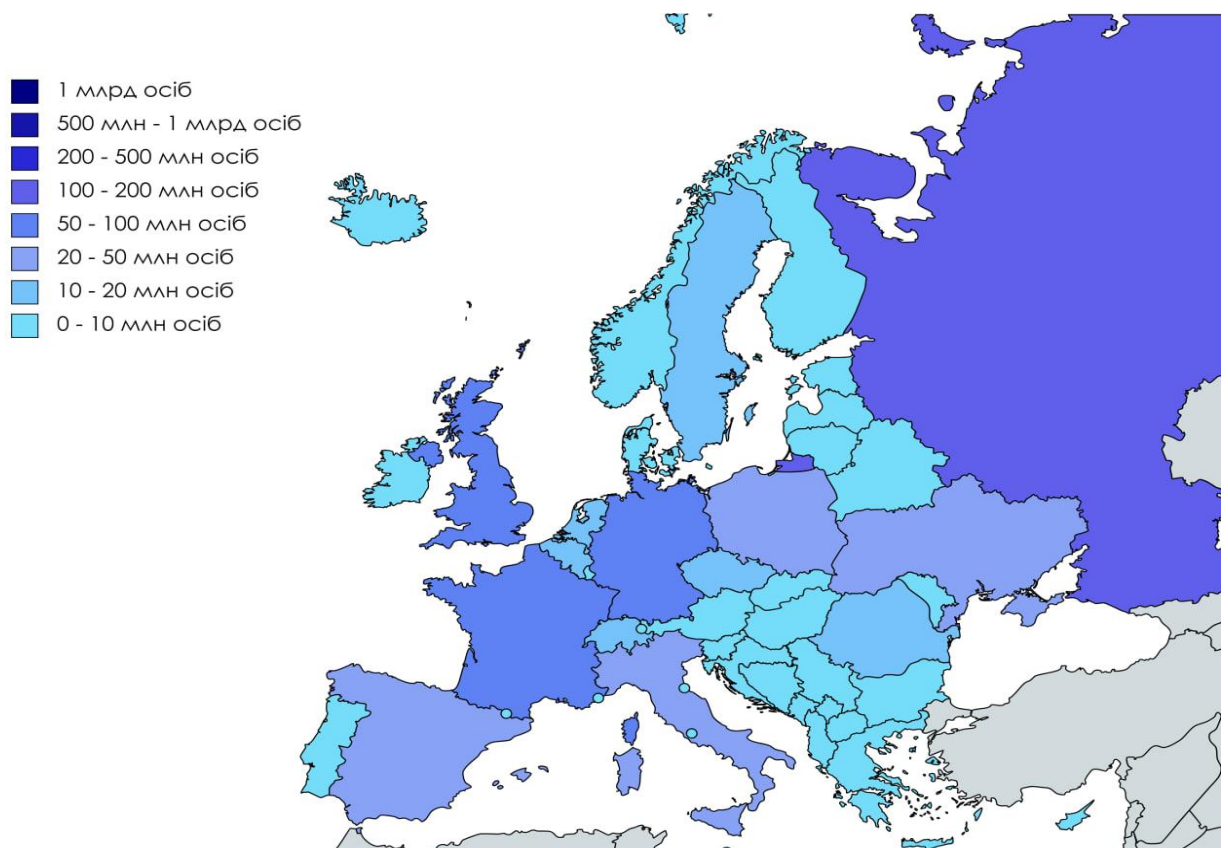 1 млрд осіб
500 млн - 1 млрд осіб
200 - 500 млн осіб
100 - 200 млн осіб
50 - 100 млн осіб
20 - 50 млн осіб
10 - 20 млн осіб
0 - 10 млн осіб